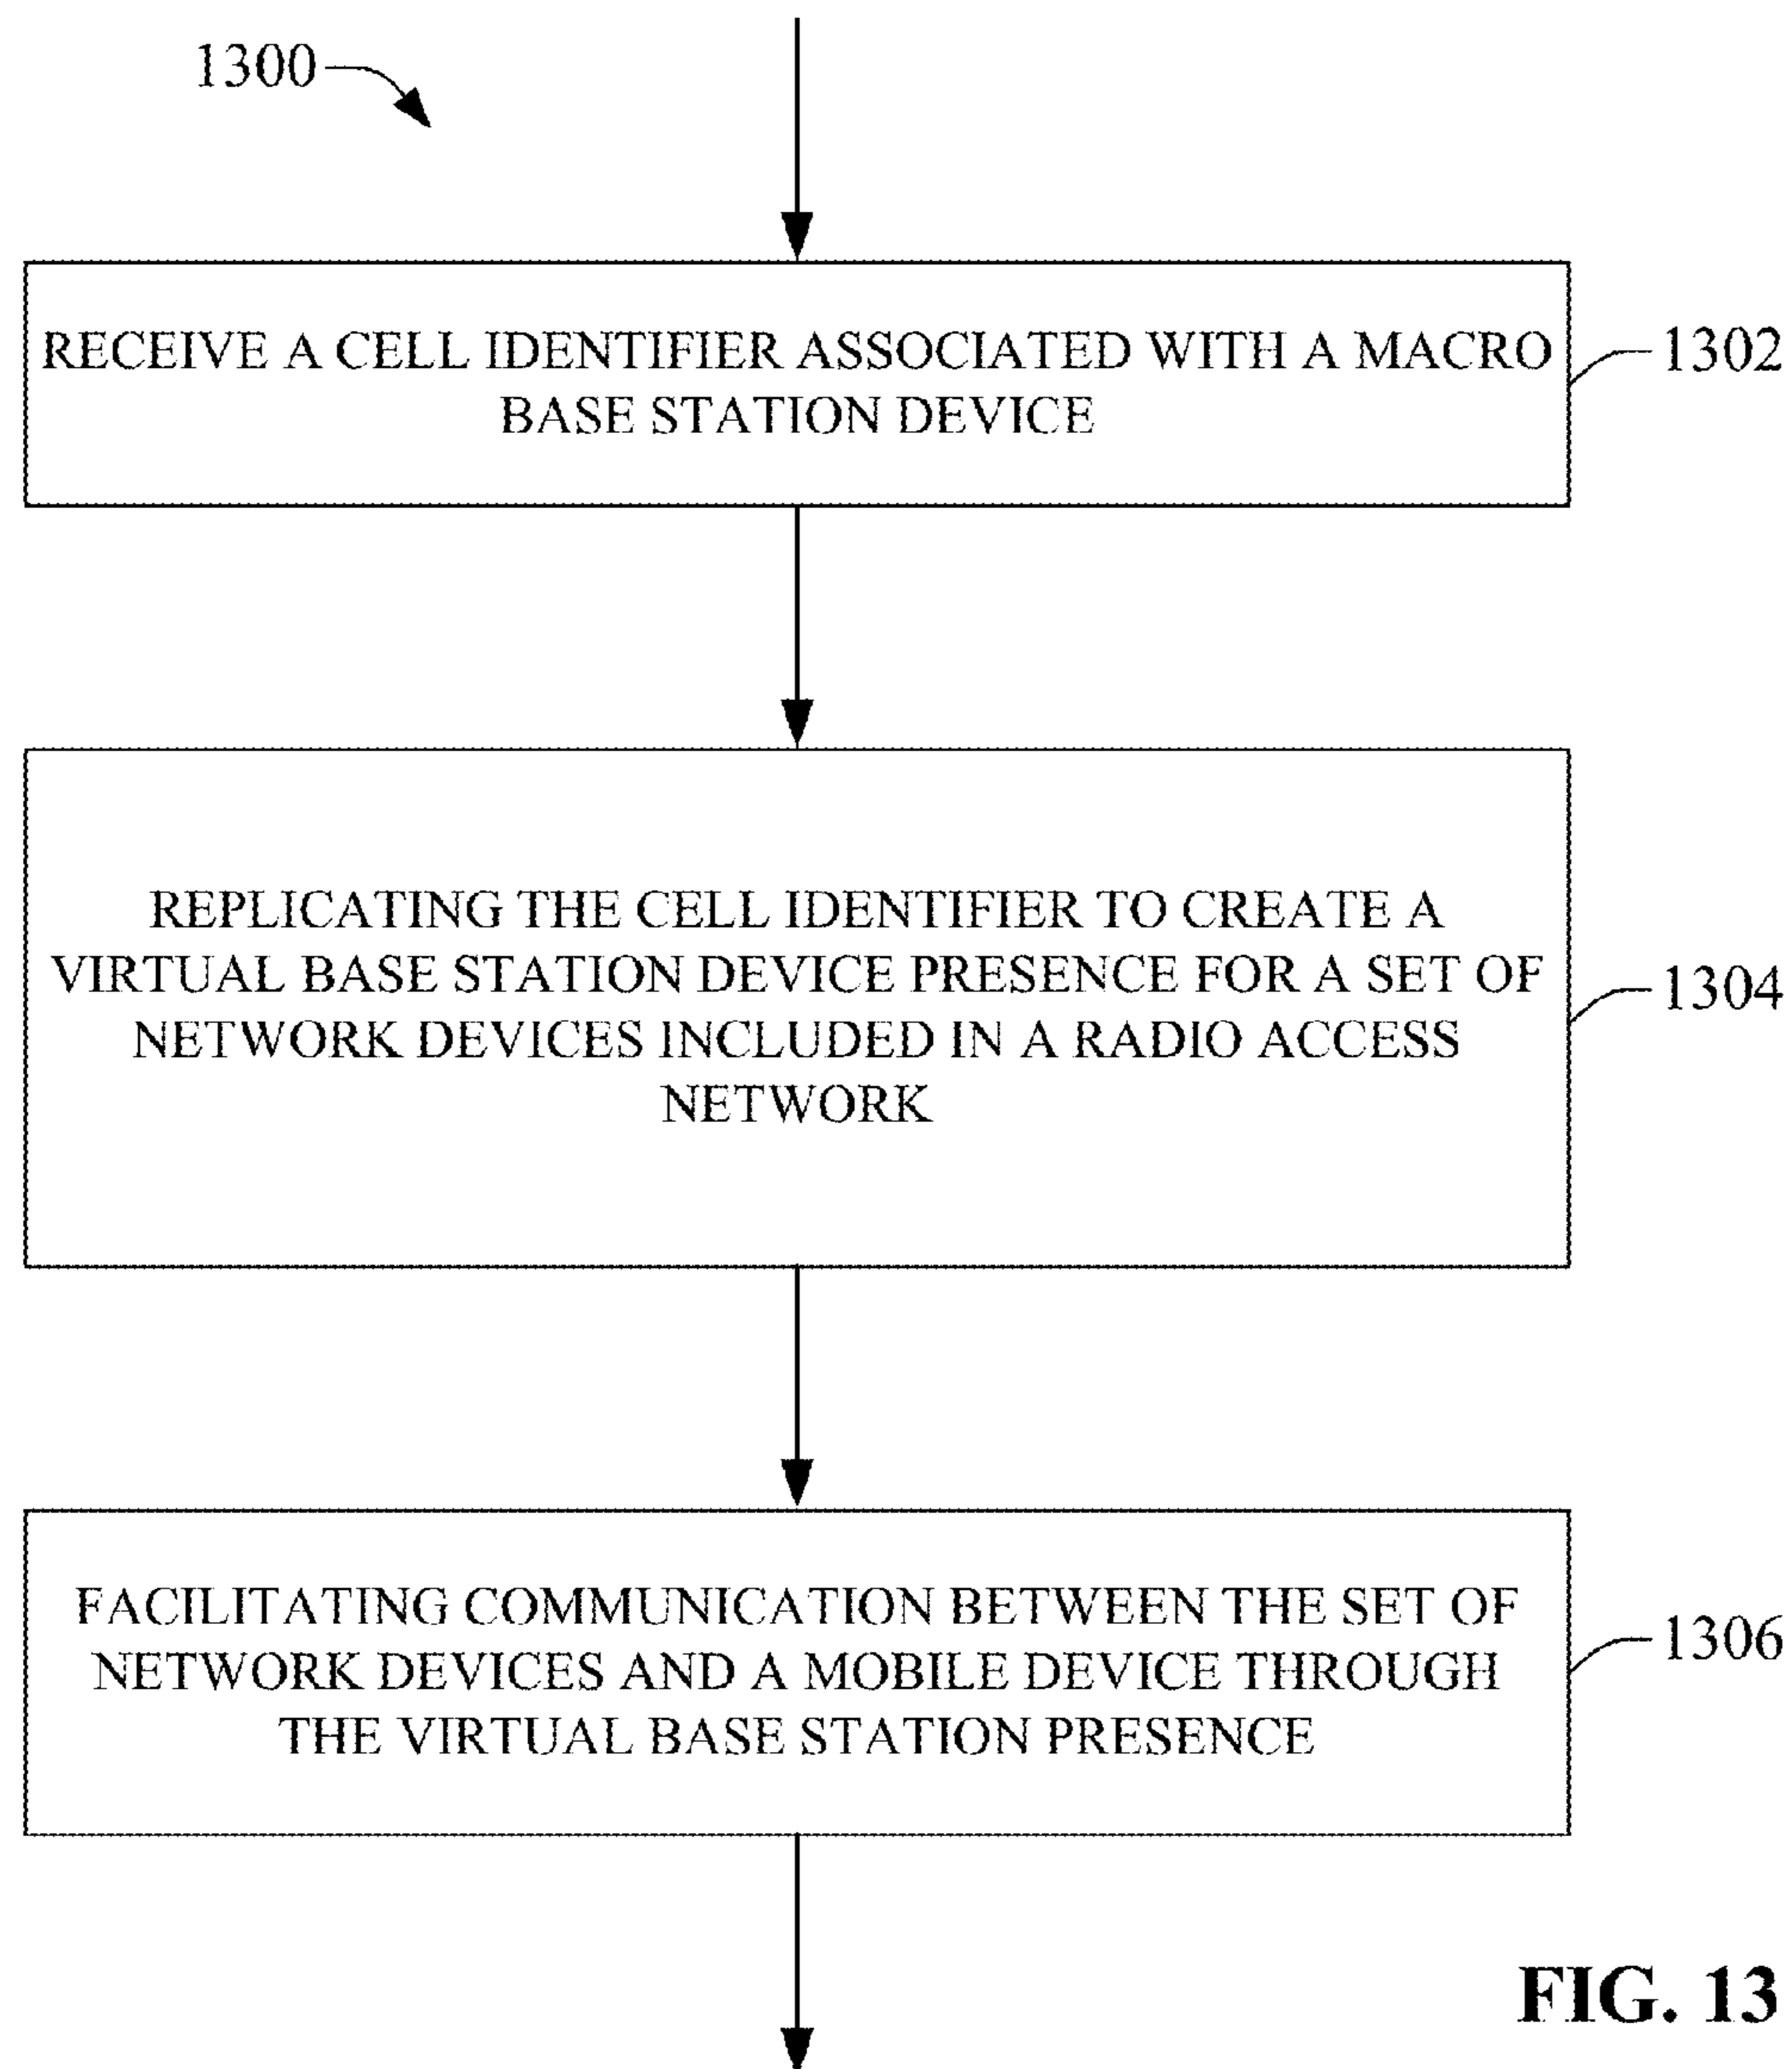 1300
RECEIVE A CELL IDENTIFIER ASSOCIATED WITH A MACRO
BASE STATION DEVICE
1302
REPLICATING THE CELL IDENTIFIER TO CREATE A
VIRTUAL BASE STATION DEVICE PRESENCE FOR A SET OF
NETWORK DEVICES INCLUDED IN A RADIO ACCESS
NETWORK
1304
FACILITATING COMMUNICATION BETWEEN THE SET OF
NETWORK DEVICES AND A MOBILE DEVICE THROUGH
THE VIRTUAL BASE STATION PRESENCE
1306
FIG. 13